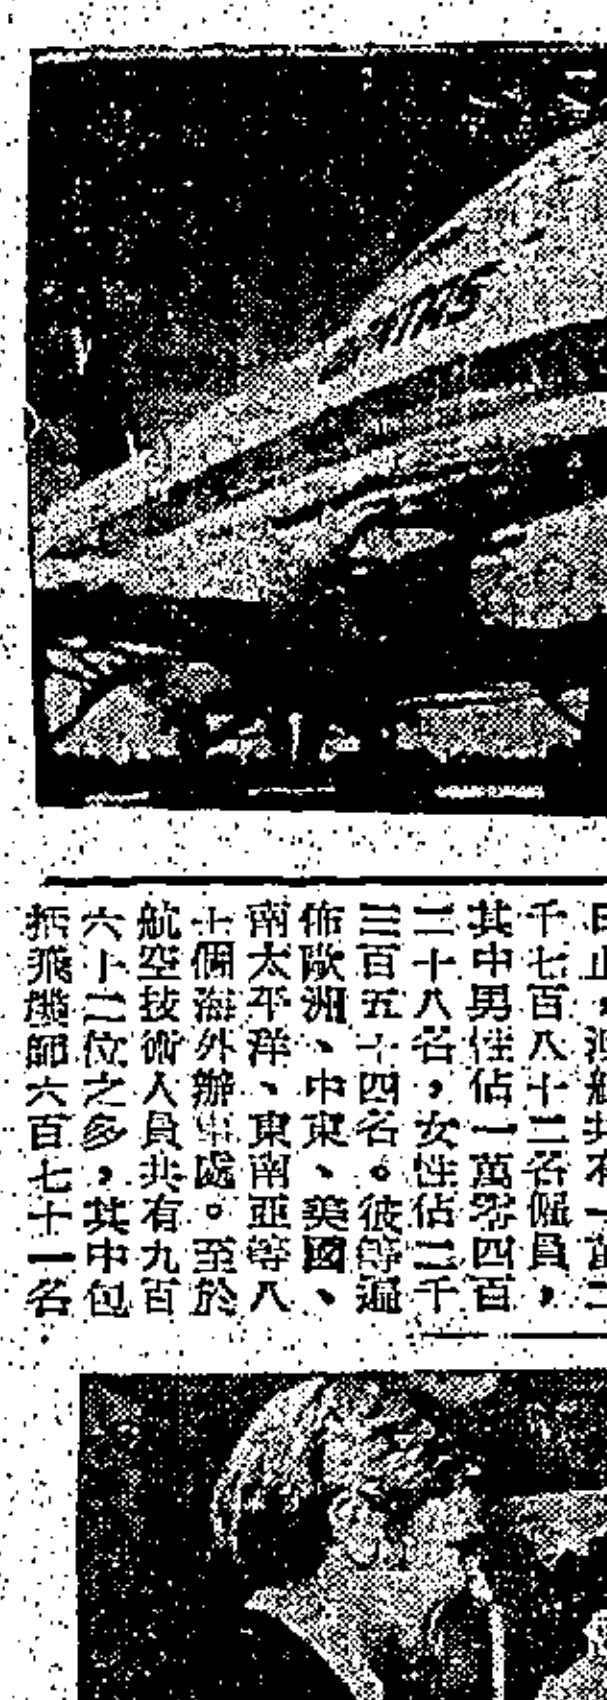 日止，澳航共有一萬二
千七百八十二名僱員，
其中男性佔一萬零四百
二十八名，女性佔二千
三百五十四名。彼等遍
佈歐洲、中東、美國、
南太平洋、東南亞等八
十個海外辦事處。至於
航空技術人員共有九百
六十二位之多，其中包
括飛機師六百七十一名